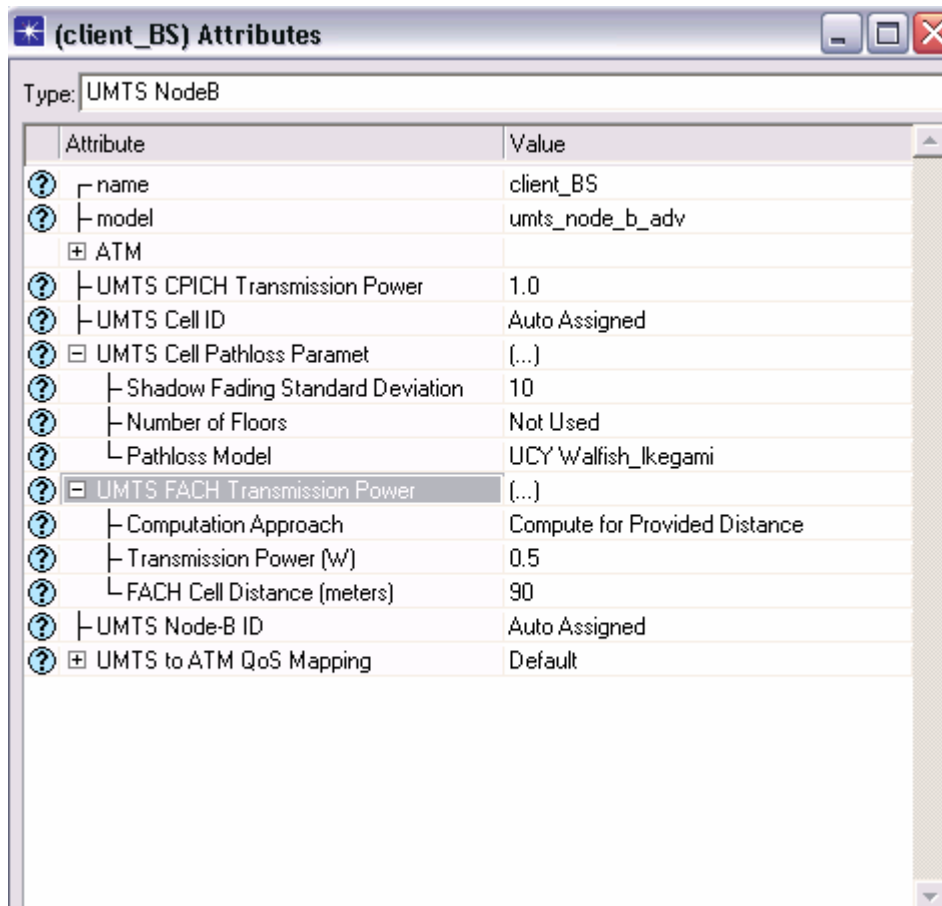 (client_BS) Attributes
Type: UMTS NodeB
Attribute Value
name client_BS
model umts_node_b_adv
ATM
UMTS CPICH Transmission Power 1.0
UMTS Cell ID Auto Assigned
UMTS Cell Pathloss Paramet (...)
Shadow Fading Standard Deviation 10
Number of Floors Not Used
Pathloss Model UCY Walfish_Ikegami
UMTS FACH Transmission Power (...)
Computation Approach Compute for Provided Distance
Transmission Power (W) 0.5
FACH Cell Distance (meters) 90
UMTS Node-B ID Auto Assigned
UMTS to ATM QoS Mapping Default